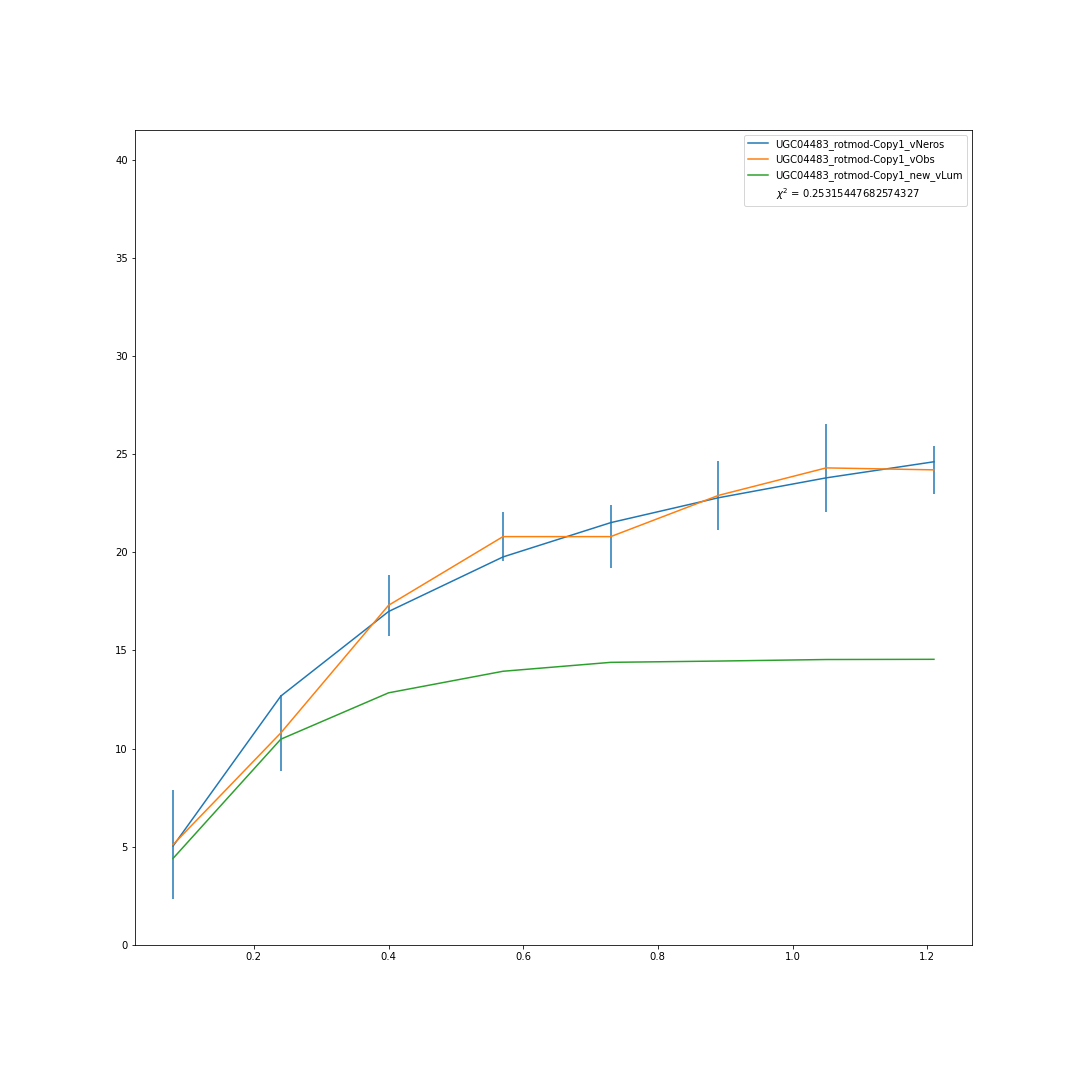 UGC04483_rotmod-Copy1_vNeros
UGC04483_rotmod-Copy1_vObs
UGC04483_rotmod-Copy1_new_vLum
χ² = 0.25315447682574327
40
35
30
25
20
15
10
5
0
0.2 0.4 0.6 0.8 1.0 1.2